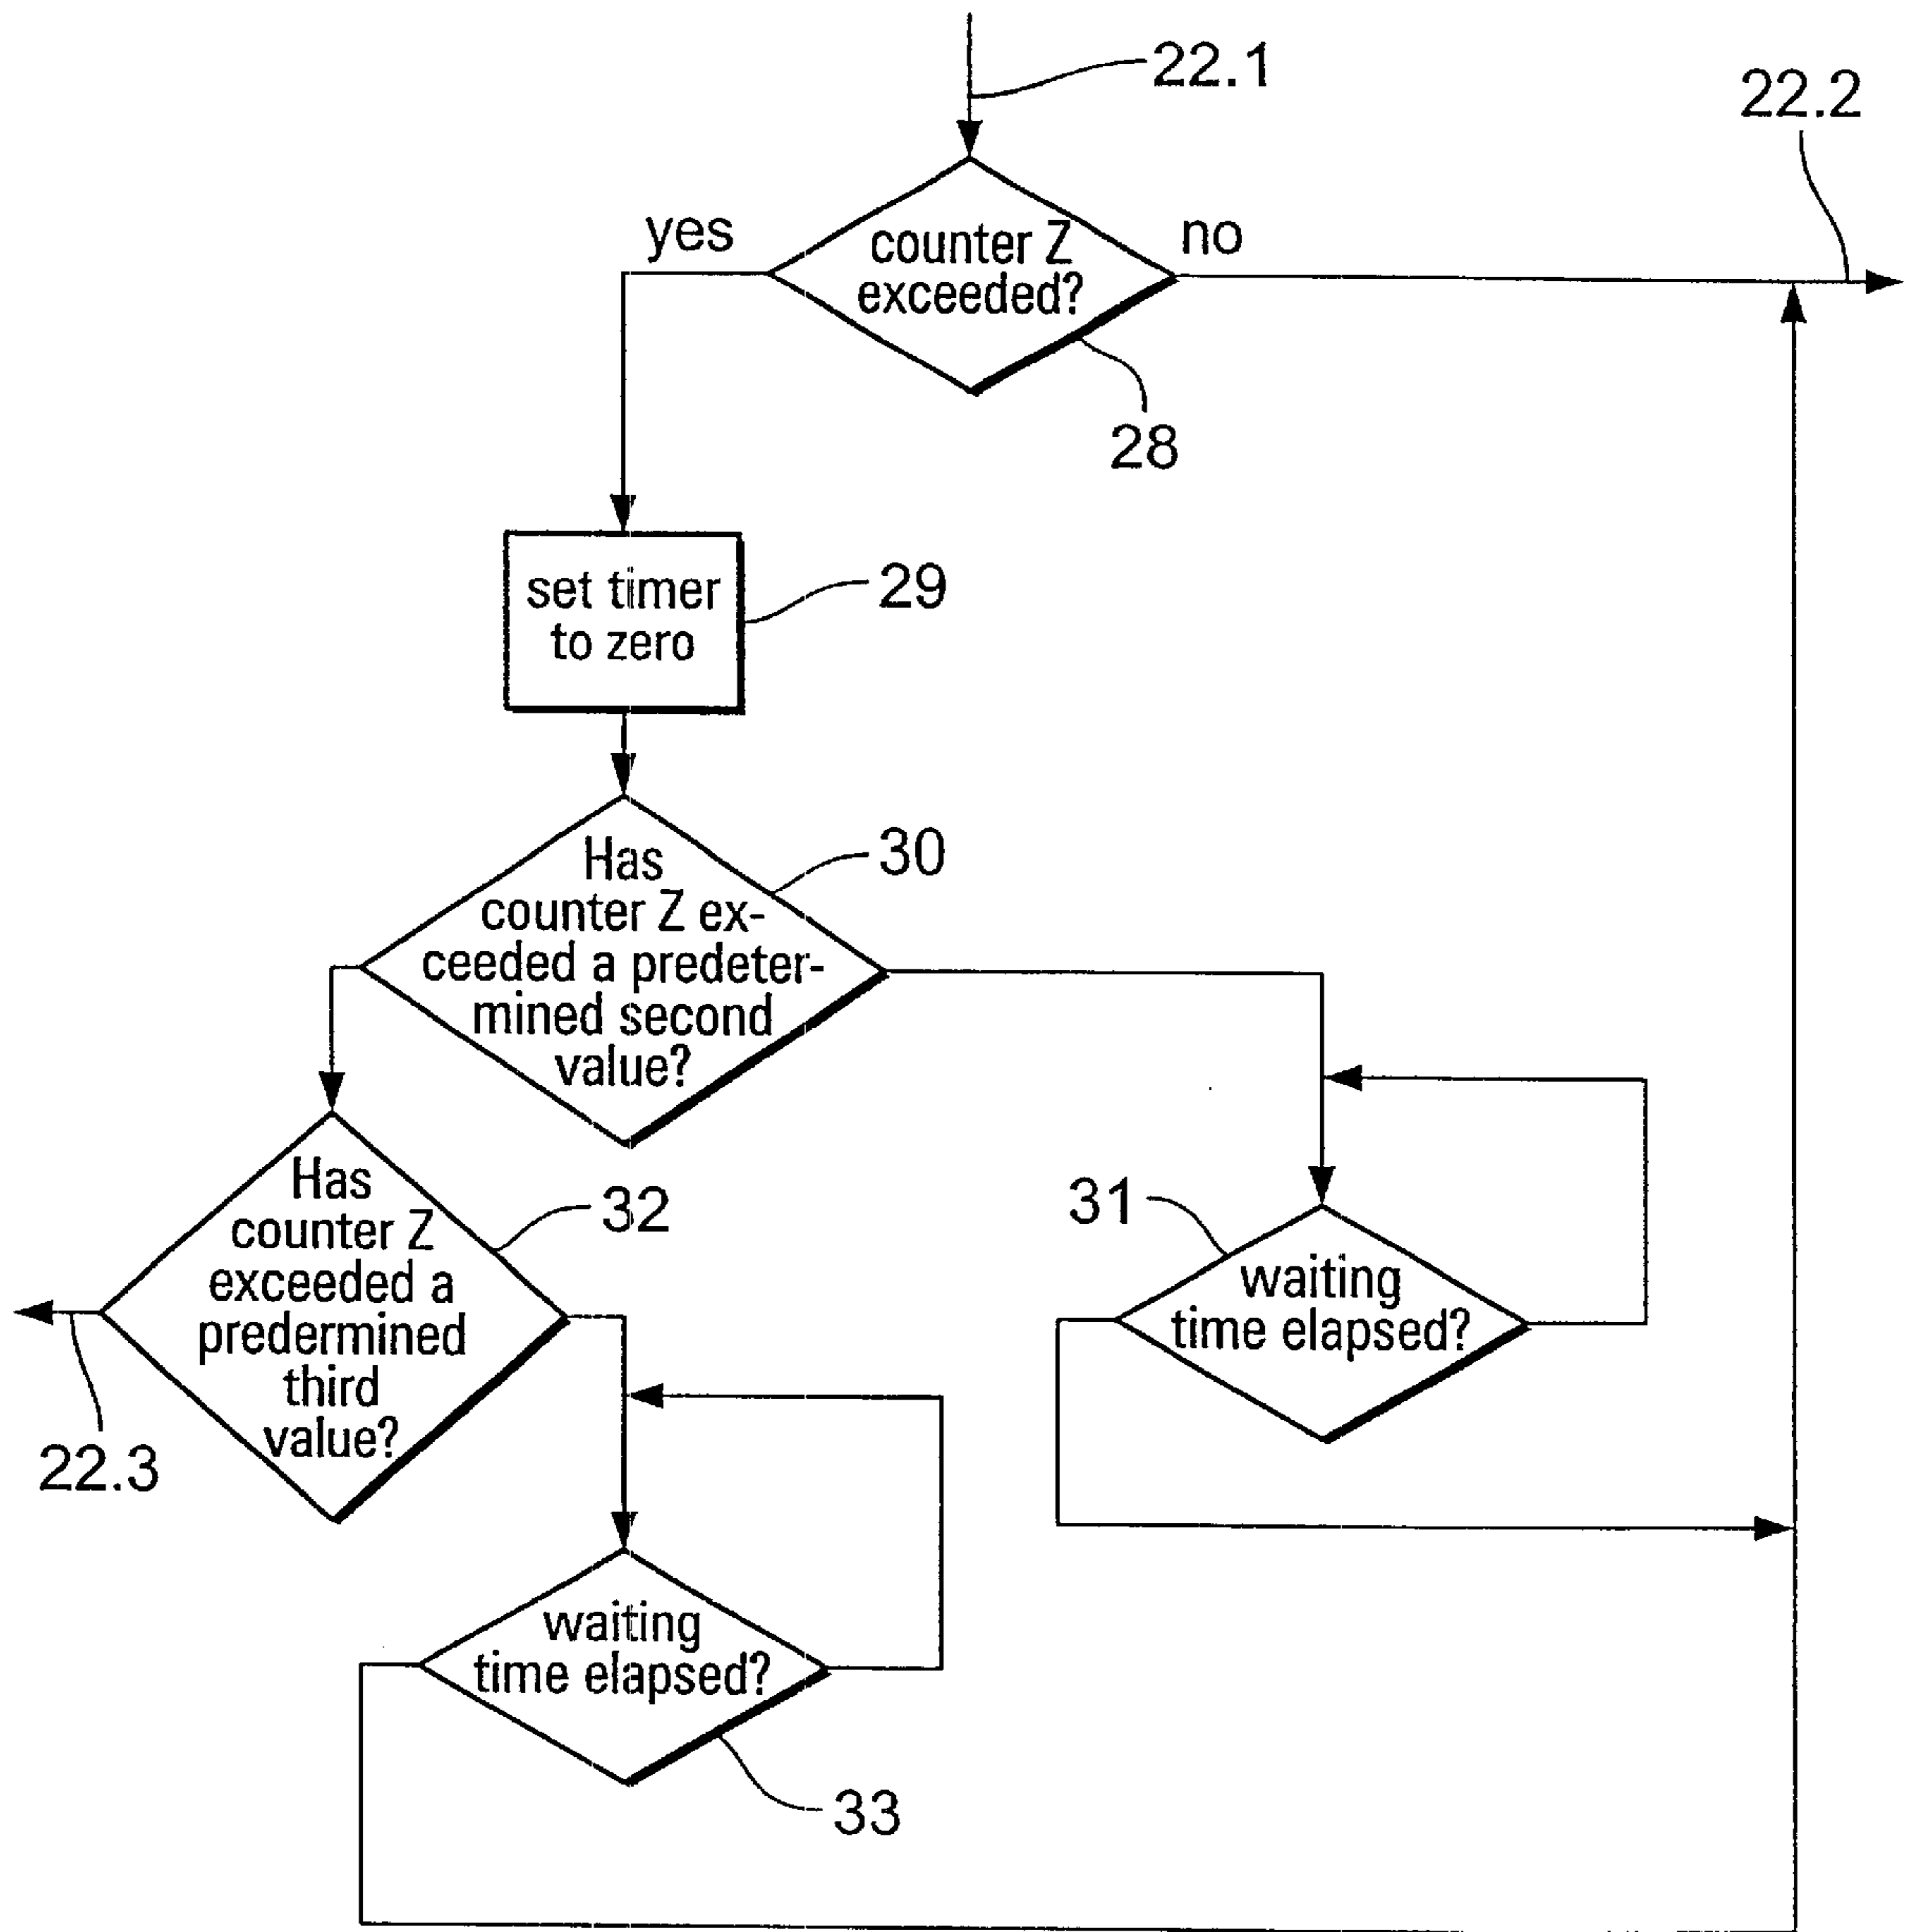 22.1
22.2
yes
no
counter Z
exceeded?
28
set timer
to zero
29
30
Has
counter Z ex-
ceeded a predeter-
mined second
value?
32
Has
counter Z
exceeded a
predermined
third
value?
22.3
31
waiting
time elapsed?
waiting
time elapsed?
33